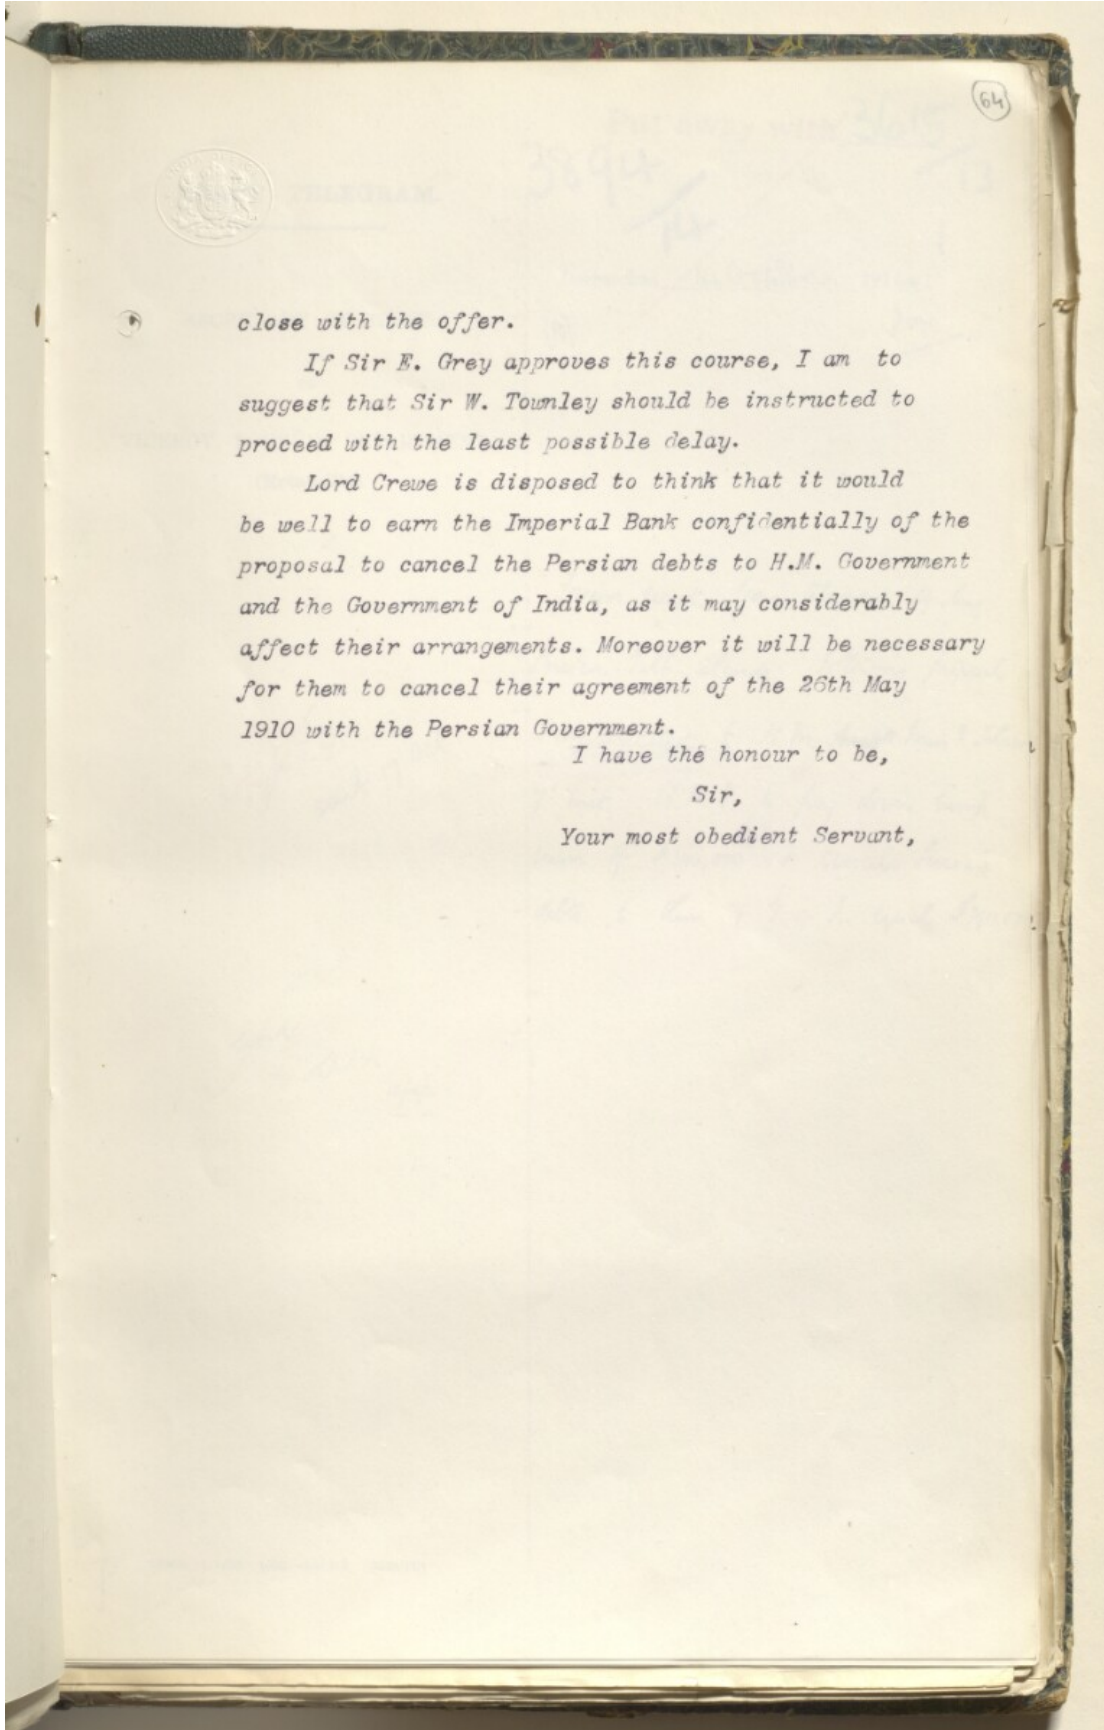 64
TELEGRAM.
close with the offer.
If Sir E. Grey approves this course, I am to
suggest that Sir W. Townley should be instructed to
proceed with the least possible delay.
Lord Crewe is disposed to think that it would
be well to earn the Imperial Bank confidentially of the
proposal to cancel the Persian debts to H.M. Government
and the Government of India, as it may considerably
affect their arrangements. Moreover it will be necessary
for them to cancel their agreement of the 26th May
1910 with the Persian Government.
I have the honour to be,
Sir,
Your most obedient Servant,